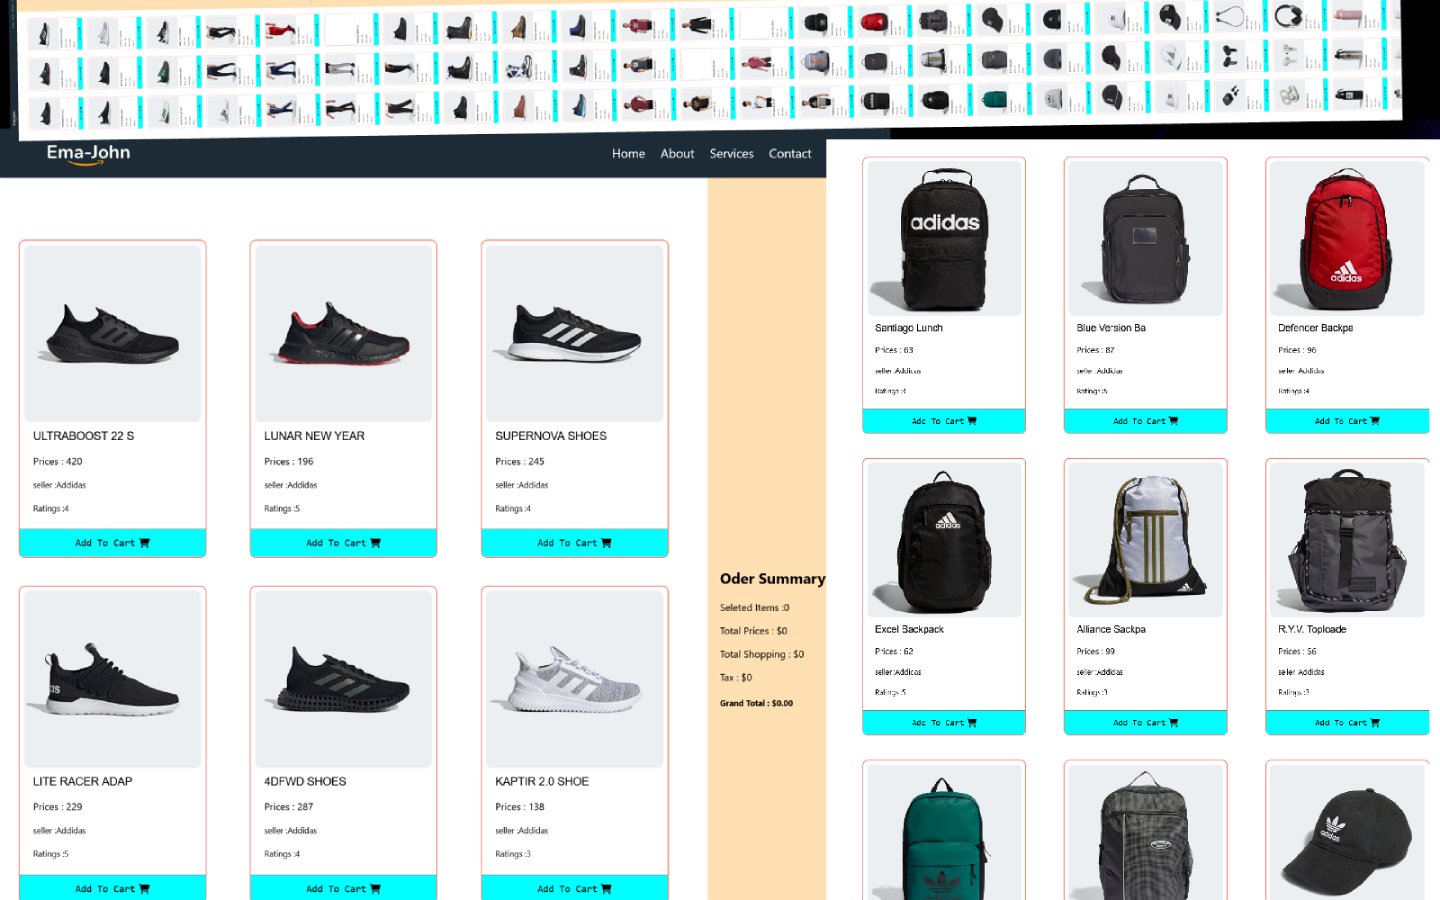 Ema-John
Home About Services Contact
ULTRABOOST 22 S
Prices : 420
seller :Addidas
Ratings :4
Add To Cart
LUNAR NEW YEAR
Prices : 196
seller :Addidas
Ratings :5
Add To Cart
SUPERNOVA SHOES
Prices : 245
seller :Addidas
Ratings :4
Add To Cart
as
LITE RACER ADAP
Prices : 229
seller :Addidas
Ratings :5
Add To Cart
4DFWD SHOES
Prices : 287
seller :Addidas
Ratings :4
Add To Cart
KAPTIR 2.0 SHOE
Prices : 138
seller :Addidas
Ratings :3
Add To Cart
Oder Summary
Seleted Items :0
Total Prices : $0
Total Shopping : $0
Tax : $0
Grand Total : $0.00
adidas
Santiago Lunch
Prices : 63
seller :Addidas
Ratings :
Add To Cart
Blue Version Ba
Prices : 87
seller :Addidas
Ratings :5
Add To Cart
adidas
Defender Backpa
Prices : 96
seller :Addidas
Ratings :4
Add To Cart
Excel Backpack
Prices : 62
seller :Addidas
Ratings :5
Add To Cart
Alliance Sackpa
Prices : 99
seller :Addidas
Ratings :3
Add To Cart
R.Y.V. Toploade
Prices : 56
seller :Addidas
Ratings :3
Add To Cart
adidas